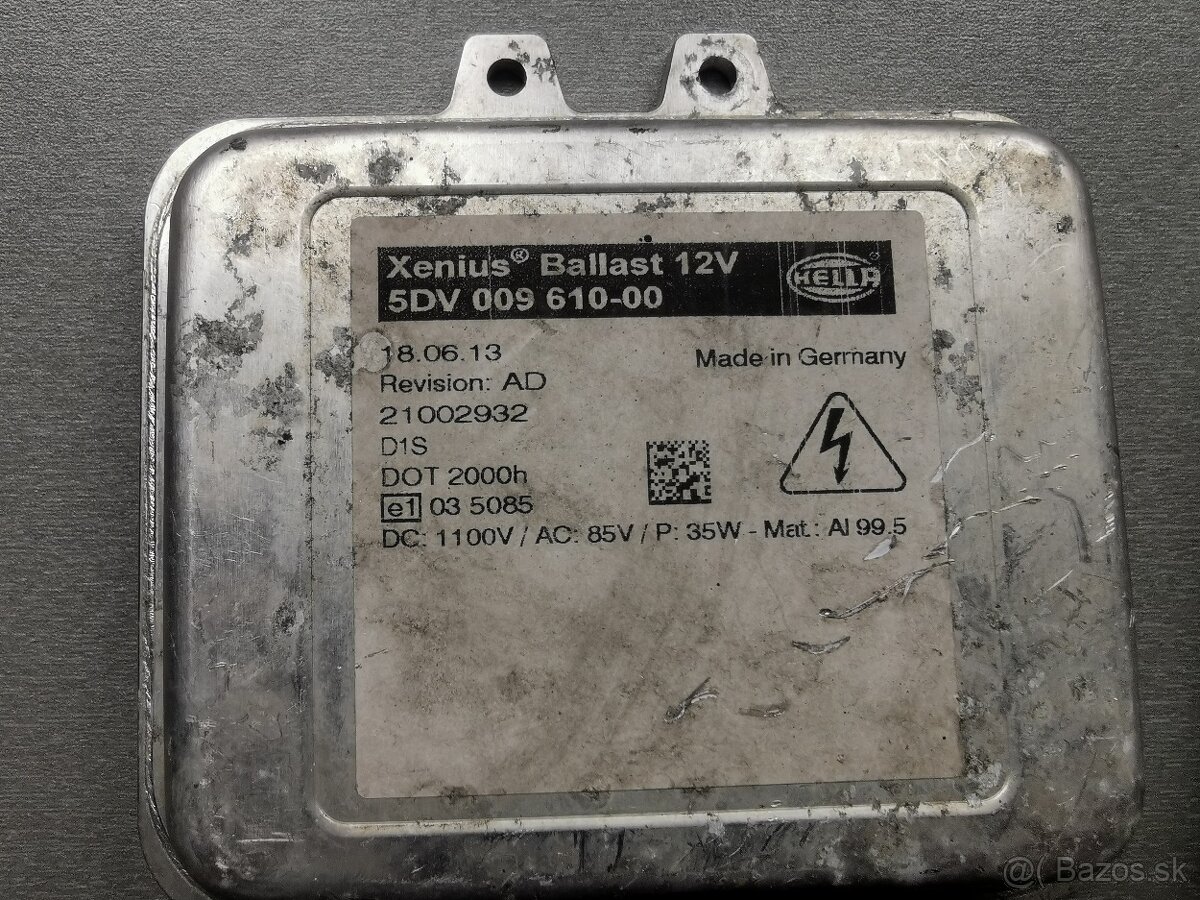 Xenius® Ballast 12V
5DV 009 610-00
HELLA
18.06.13
Made in Germany
Revision: AD
21002932
D1S
DOT 2000h
e1 03 5085
DC: 1100V / AC: 85V / P: 35W - Mat.: Al 99.5
@( Bazos.sk